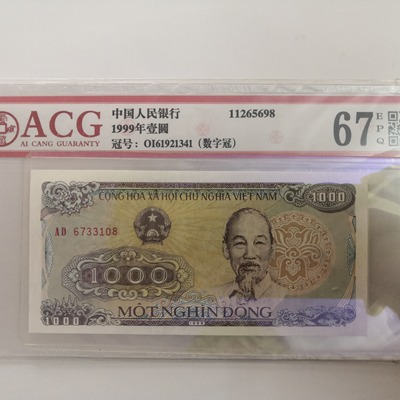 ACG
AI CANG GUARANTY
中国人民银行
1999年壹圆
冠号：OI61921341（数字冠）
11265698
67
EPQ
CỘNG HÒA XÃ HỘI CHỦ NGHĨA VIỆT NAM
1000
AD 6733108
1000
1000
MỘT NGHÌN ĐỒNG